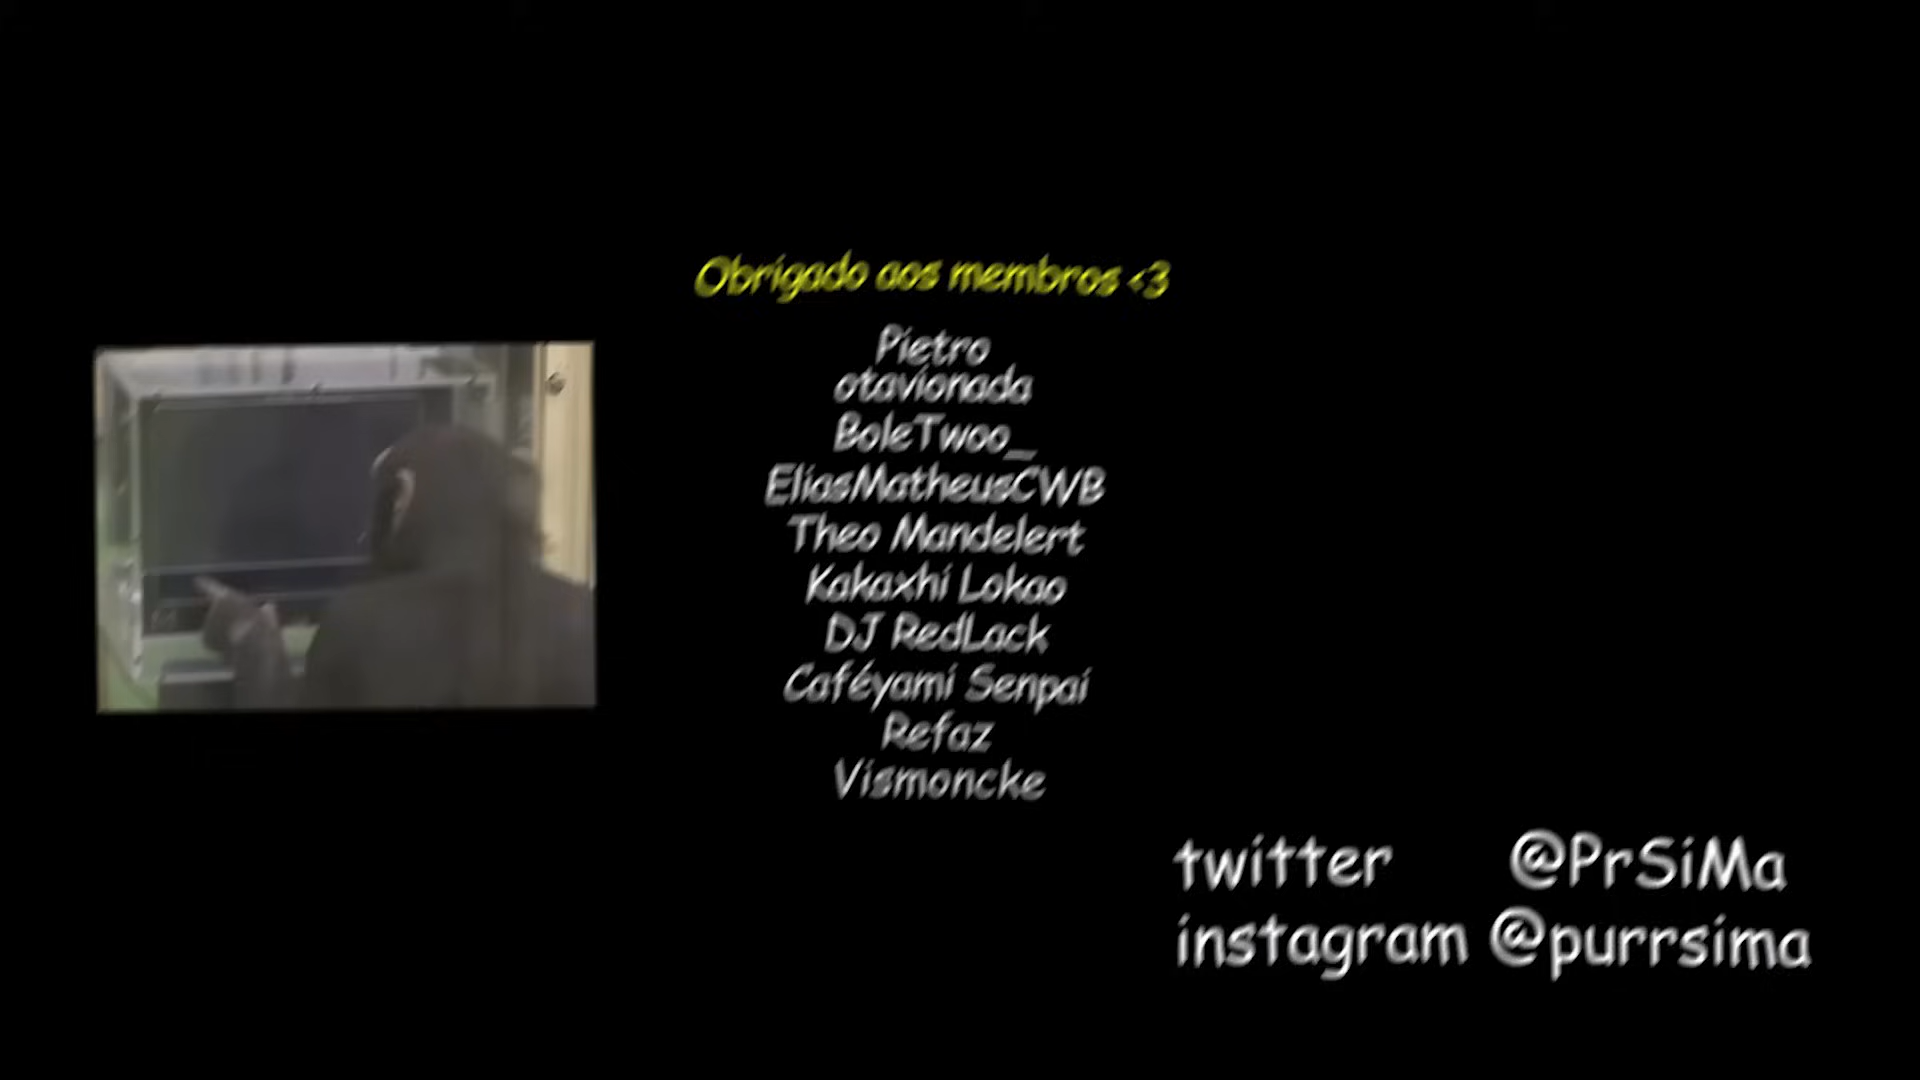 Obrigado aos membros <3
Pietro
otavionada
BoleTwoo_
EliasMatheusCWB
Theo Mandelert
Kakaxhi Lokao
DJ RedLack
Caféyami Senpai
Refaz
Vismoncke
twitter @PrSiMa
instagram @purrsima